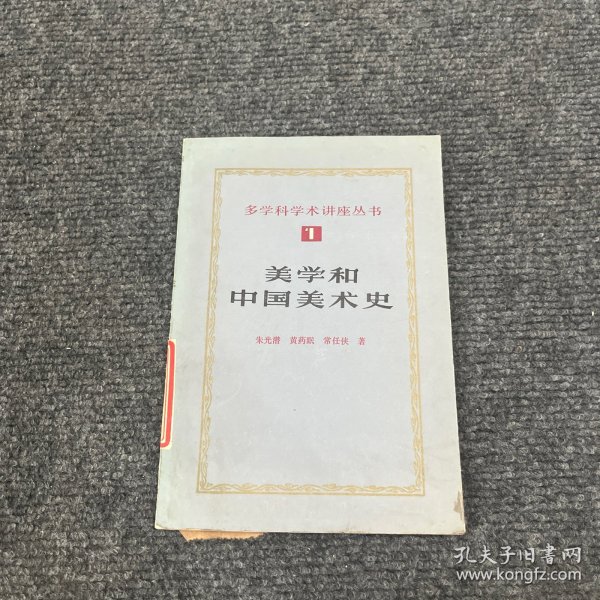 多学科学术讲座丛书
1
美学和
中国美术史
朱光潜 黄药眠 常任侠 著
孔夫子旧书网
www.kongfz.com